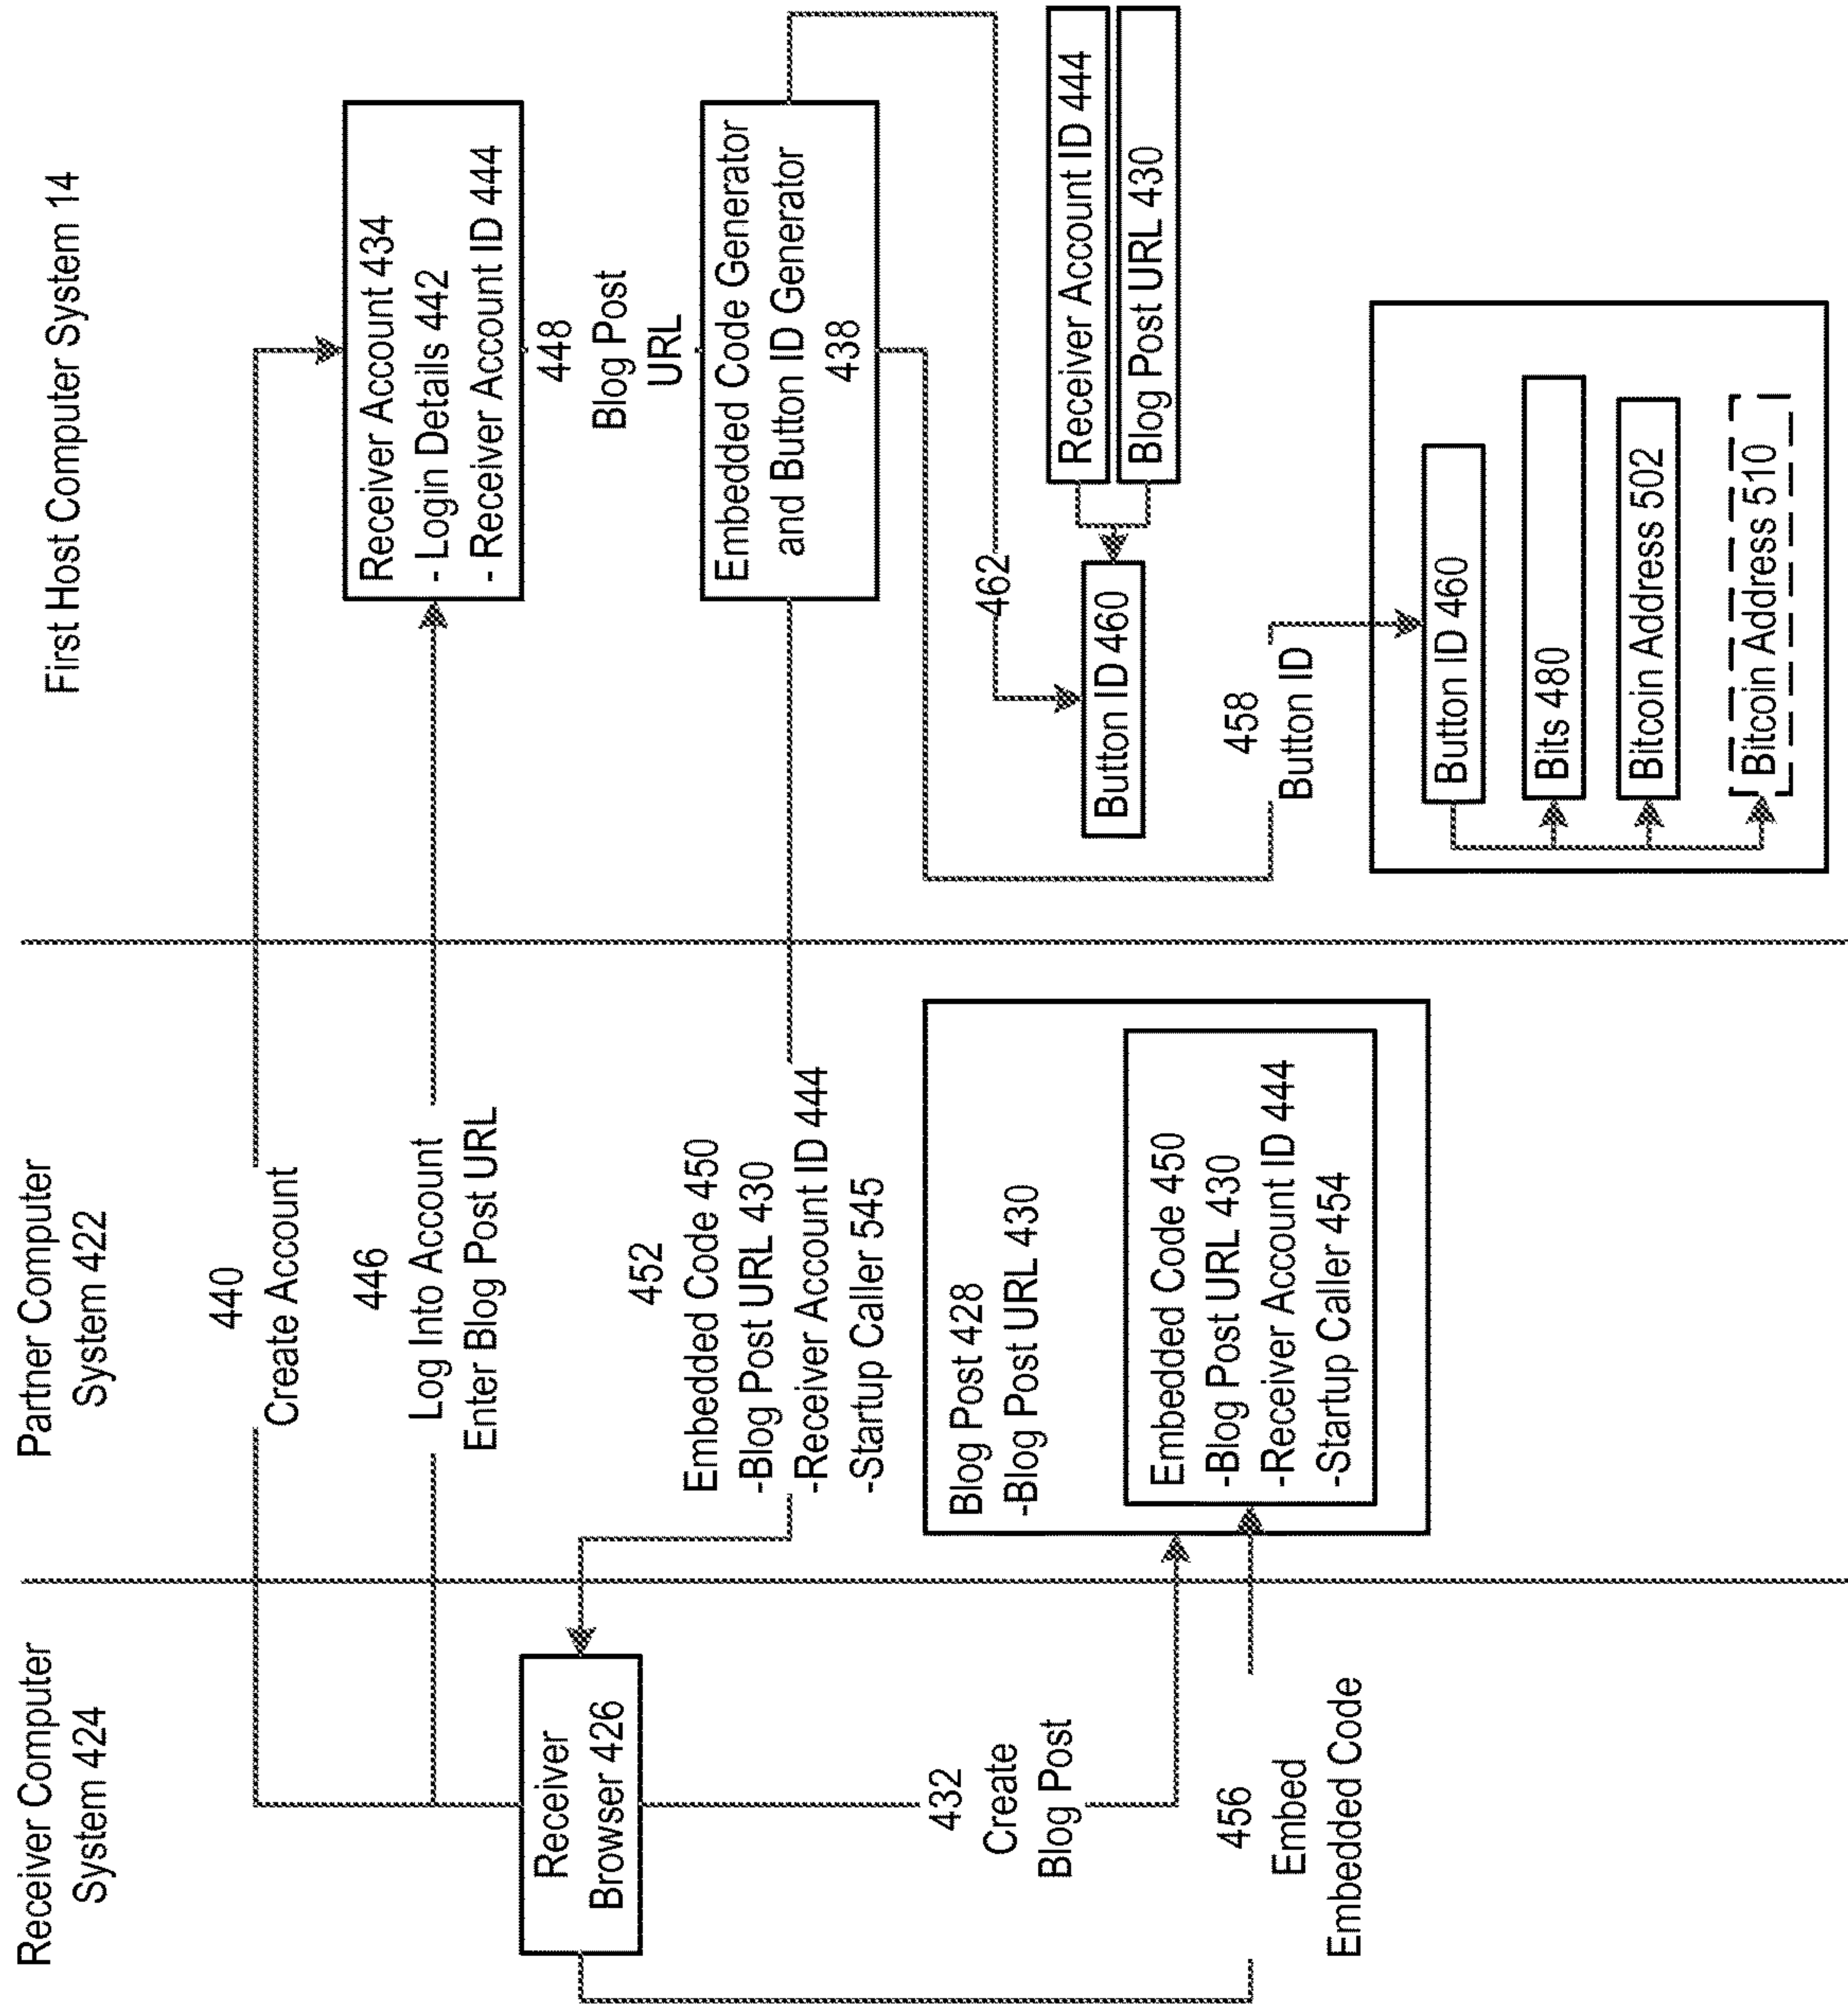 Receiver Computer
System 424
Partner Computer
System 422
First Host Computer System 14
440
Create Account
446
Log Into Account
Enter Blog Post URL
Receiver Account 434
- Login Details 442
- Receiver Account ID 444
448
Blog Post
URL
Receiver
Browser 426
452
Embedded Code 450
-Blog Post URL 430
-Receiver Account ID 444
-Startup Caller 545
Embedded Code Generator
and Button ID Generator
438
432
Create
Blog Post
Blog Post 428
-Blog Post URL 430
Embedded Code 450
-Blog Post URL 430
-Receiver Account ID 444
-Startup Caller 454
456
Embed
Embedded Code
462
Button ID 460
Receiver Account ID 444
Blog Post URL 430
458
Button ID
Button ID 460
Bits 480
Bitcoin Address 502
Bitcoin Address 510